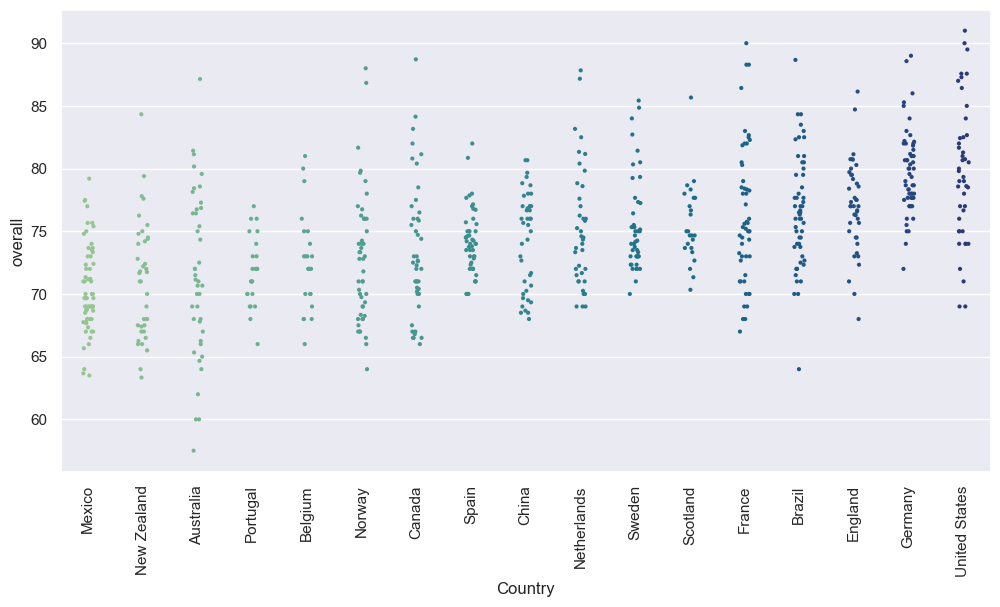 90
85
80
75
70
65
60
overall
Mexico
New Zealand
Australia
Portugal
Belgium
Norway
Canada
Spain
China
Netherlands
Sweden
Scotland
France
Brazil
England
Germany
United States
Country